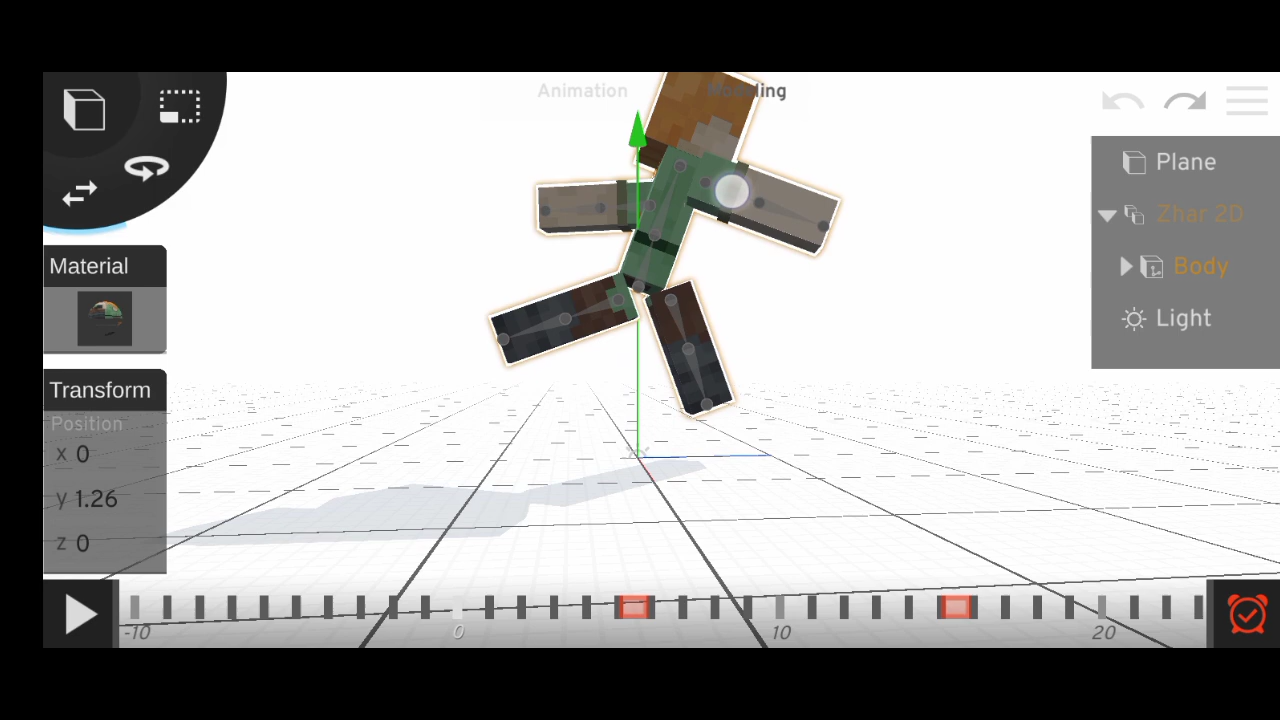 Animation
Modeling
Plane
Zhar 2D
Body
Light
Material
Transform
Position
x 0
y 1.26
z 0
-10
0
10
20